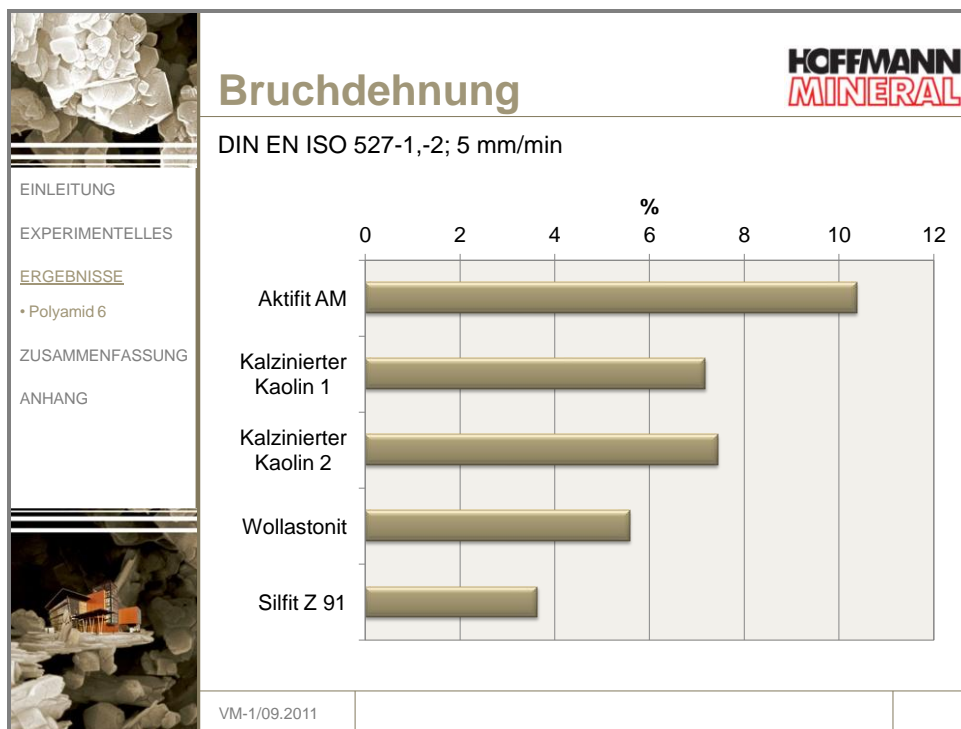 HOFFMANN
MINERAL
Bruchdehnung
DIN EN ISO 527-1,-2; 5 mm/min
EINLEITUNG
EXPERIMENTELLES
ERGEBNISSE
• Polyamid 6
ZUSAMMENFASSUNG
ANHANG
%
0 2 4 6 8 10 12
Aktifit AM
Kalzinierter
Kaolin 1
Kalzinierter
Kaolin 2
Wollastonit
Silfit Z 91
VM-1/09.2011